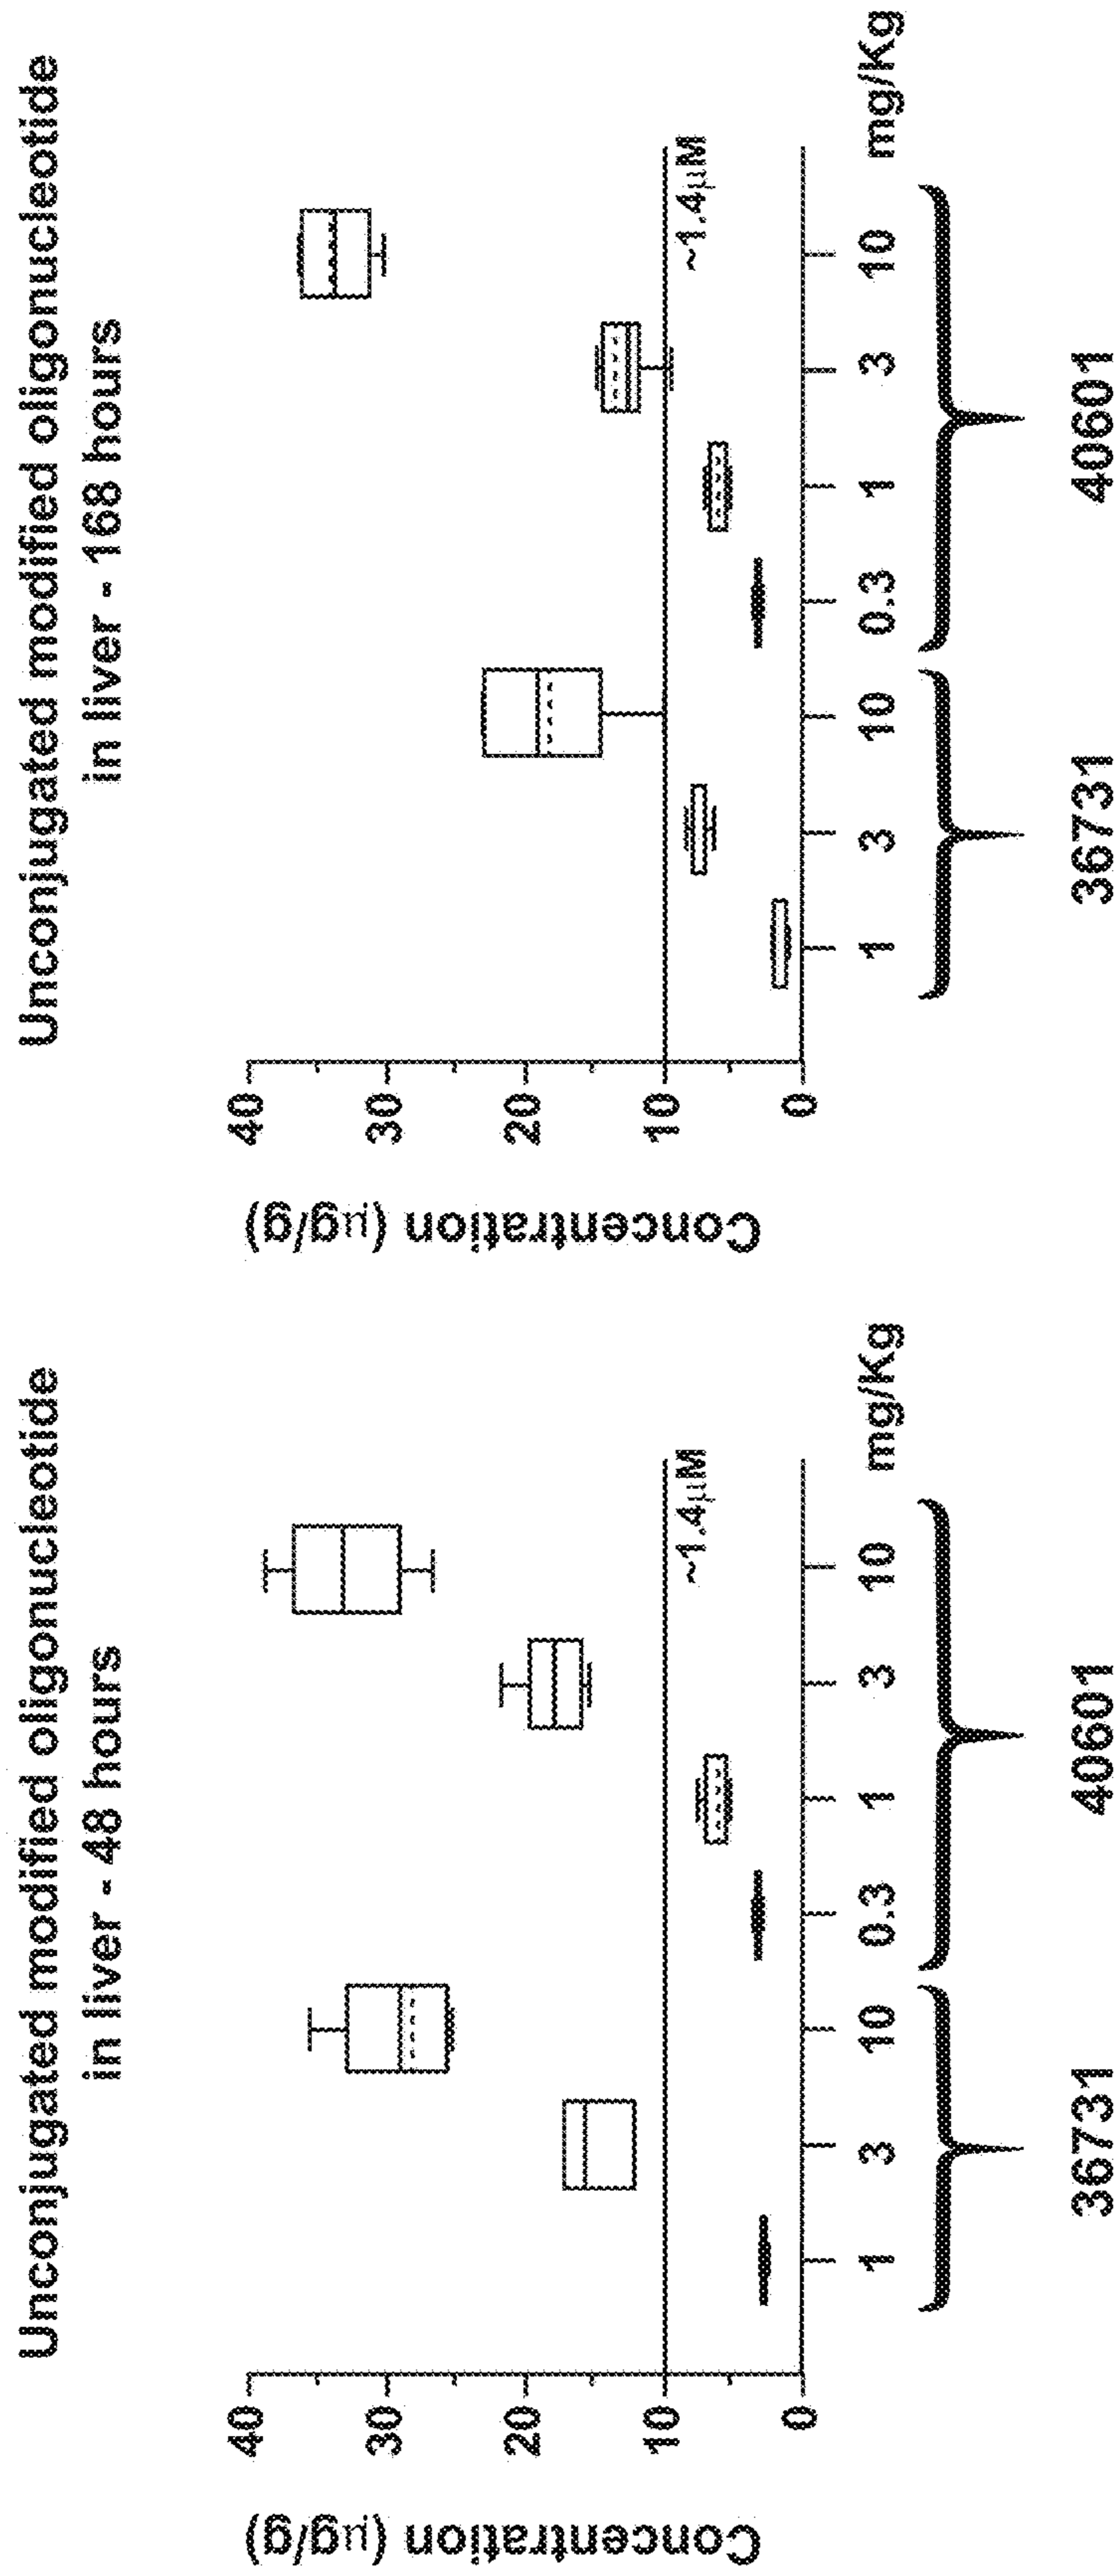 Unconjugated modified oligonucleotide
in liver - 48 hours
Concentration (µg/g)
40
30
20
10
0
~1.4µM
1 3 10 0.3 1 3 10 mg/Kg
36731 40601
Unconjugated modified oligonucleotide
in liver - 168 hours
Concentration (µg/g)
40
30
20
10
0
~1.4µM
1 3 10 0.3 1 3 10 mg/Kg
36731 40601